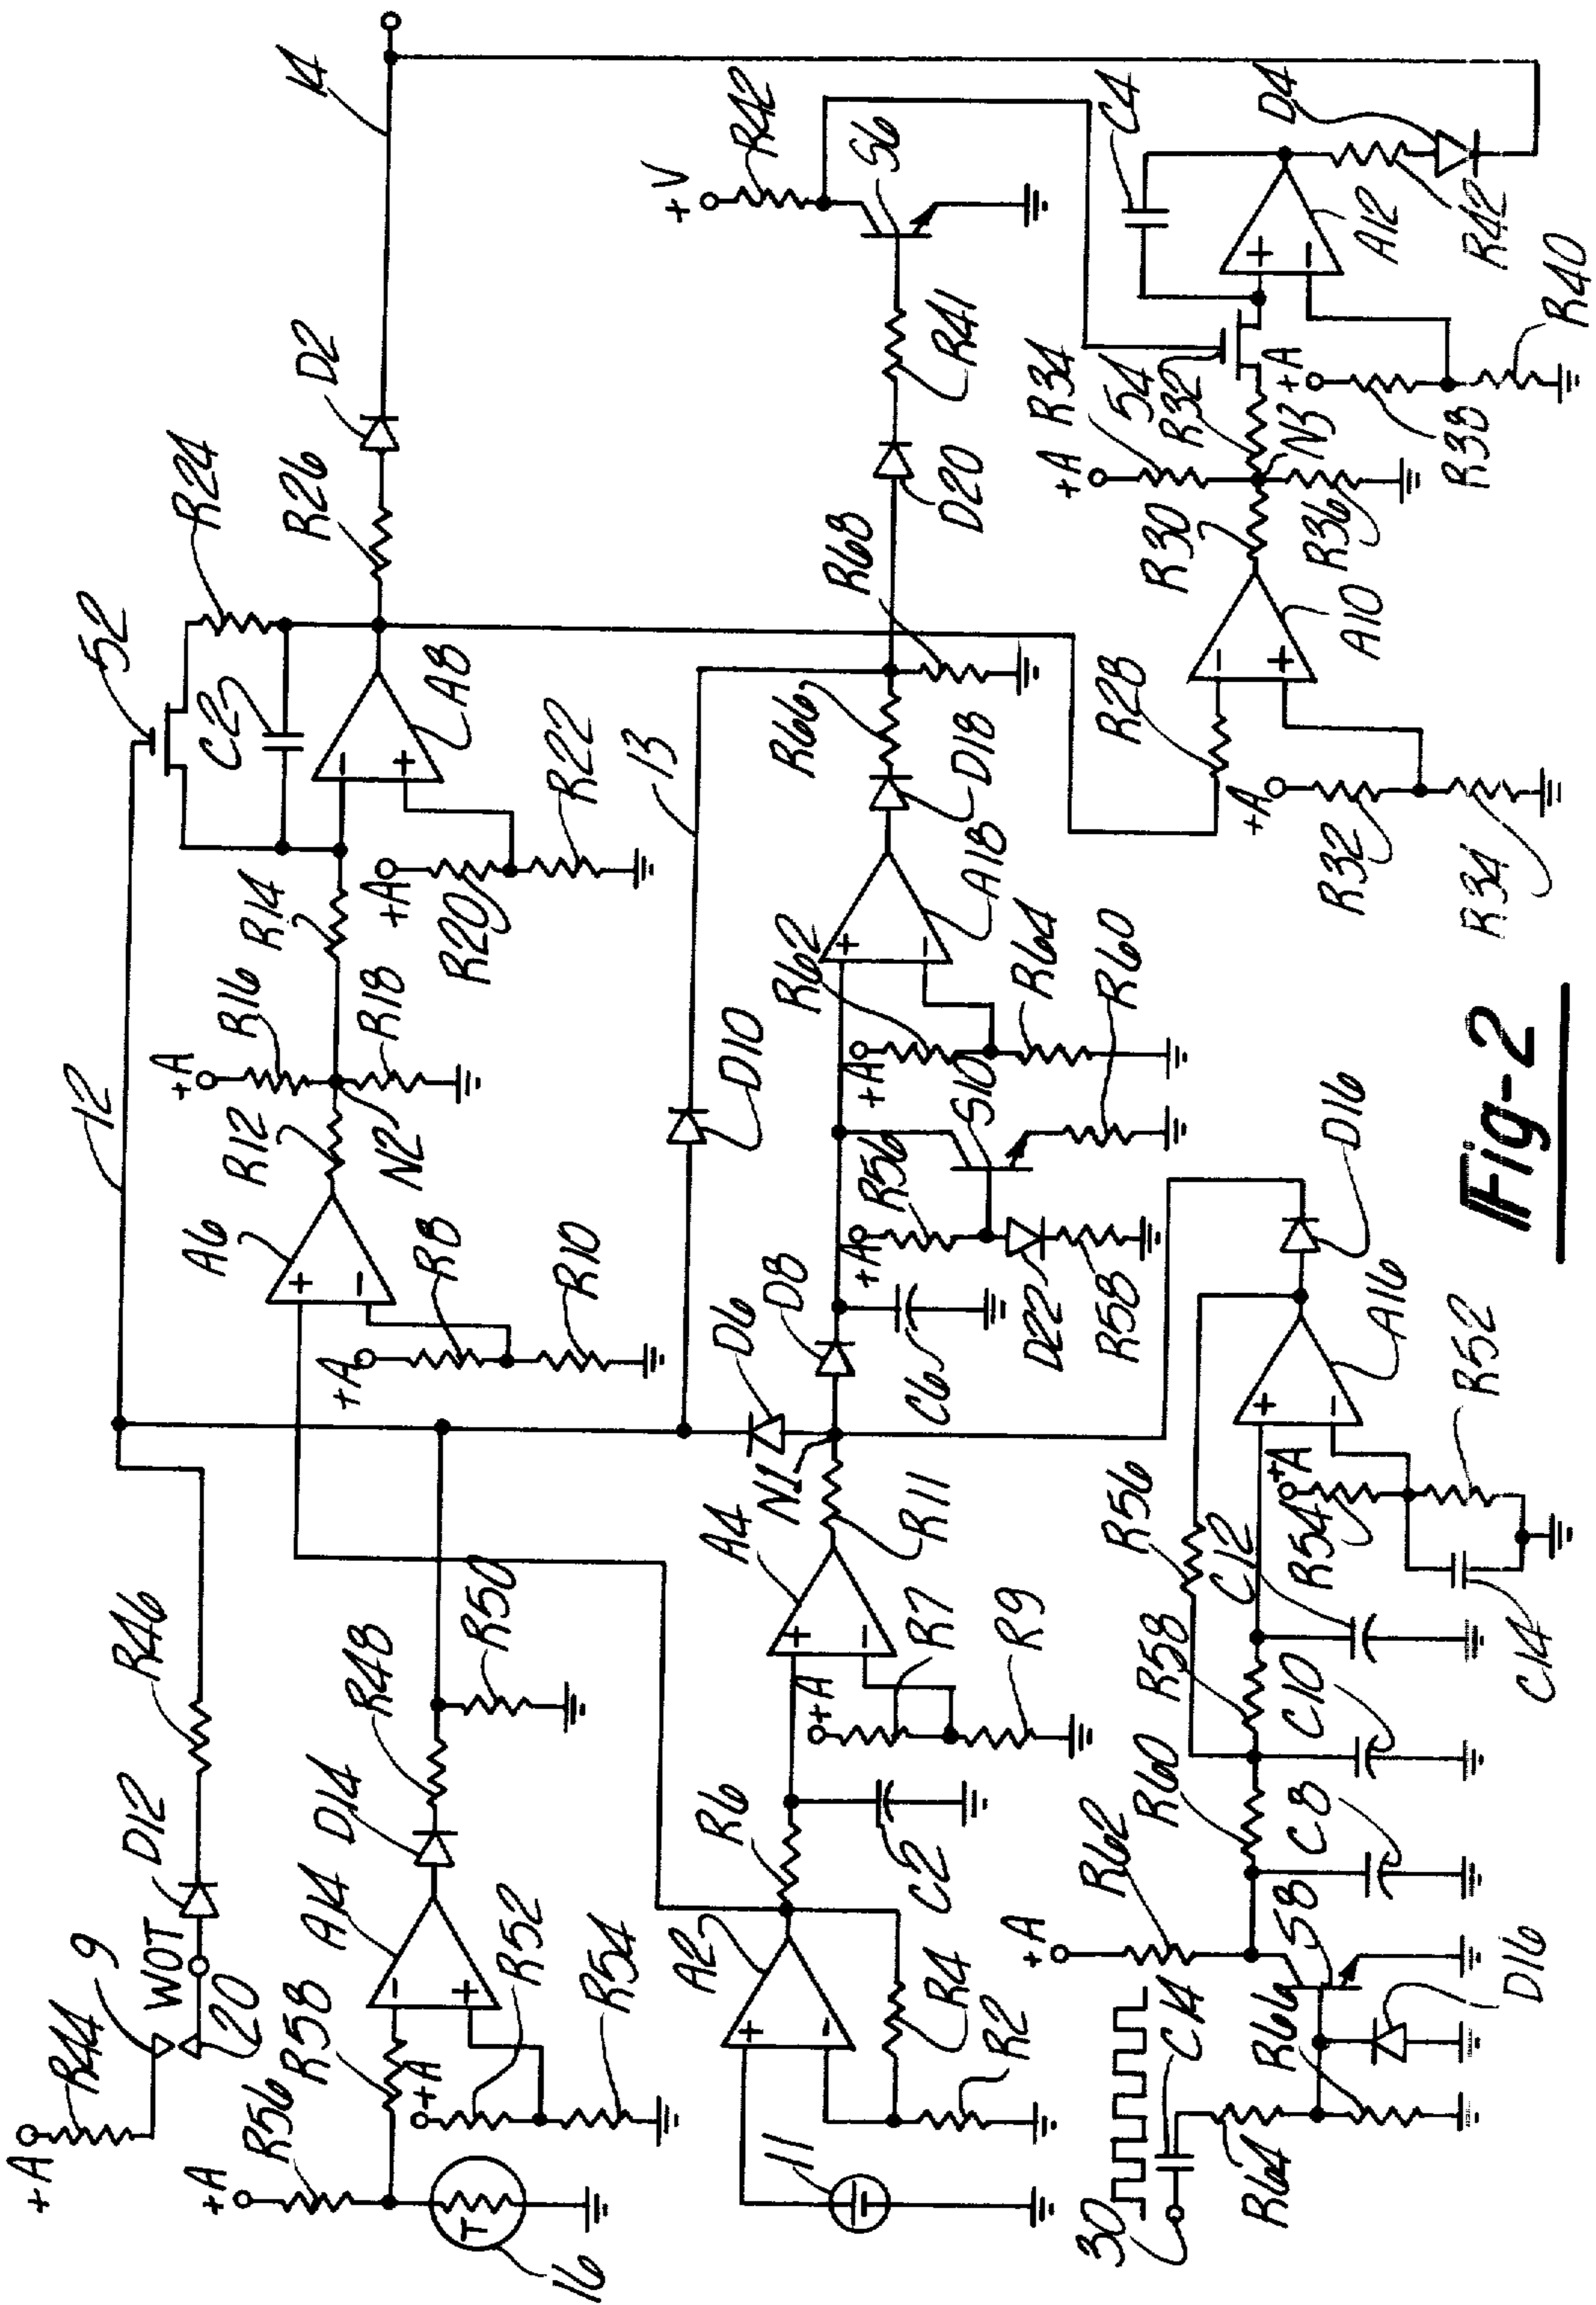 +A
R44
9
WOT
20
D12
R46
12
52
R24
C2
A8
R26
D2
14
A6
R12
N2
+A
R16
R18
R14
+A
R20
R22
+A
R8
R10
+A
R56
R58
T
16
A14
D14
R48
R50
+A
R52
R54
13
D10
11
A2
R4
R2
R6
C2
A4
+A
R7
R9
R11
N1
D6
D8
C6
+A
R56
D22
R58
S10
R60
+A
R62
R64
A18
D18
R66
R68
D20
R41
S6
+V
R42
30
C14
R64
R66
D16
S8
+A
R62
C8
R60
C10
R58
C12
R56
+A
R54
C14
R52
A16
D16
R28
+A
R32
R34
A10
R30
+A
R34
54
R32
N3
R36
+A
R38
R40
A12
C4
R42
D4
Fig-2